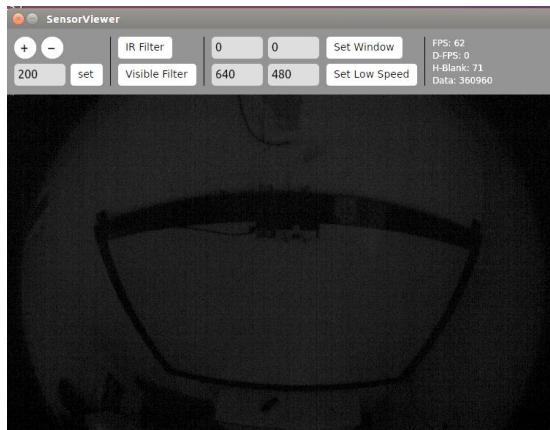 SensorViewer
+ − IR Filter 0 0 Set Window
200 set Visible Filter 640 480 Set Low Speed
FPS: 62
D-FPS: 0
H-Blank: 71
Data: 360960